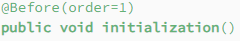 @Before(order=1)
public void initialization()